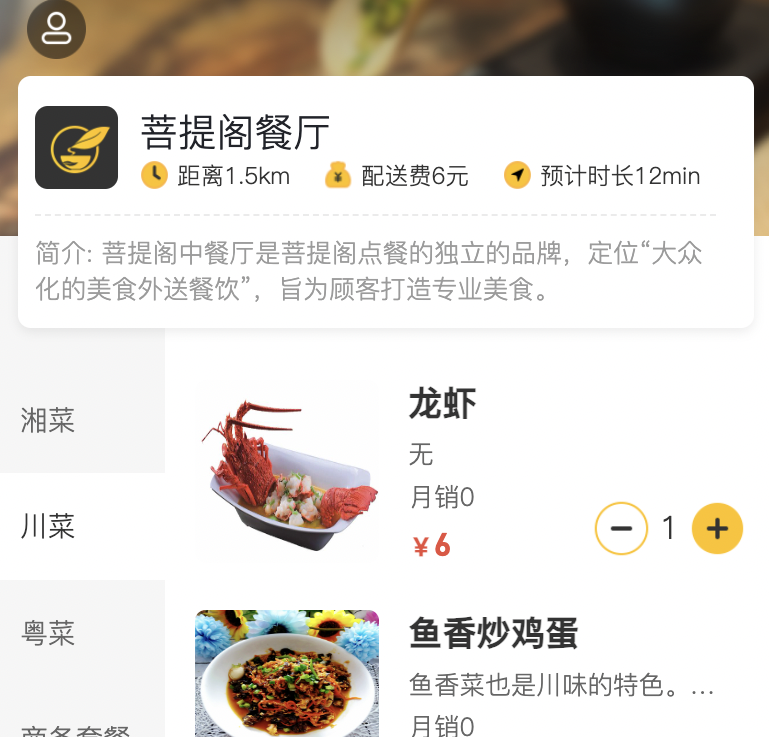 菩提阁餐厅
距离1.5km 配送费6元 预计时长12min
简介: 菩提阁中餐厅是菩提阁点餐的独立的品牌，定位“大众
化的美食外送餐饮”，旨为顾客打造专业美食。
湘菜
川菜
粤菜
商务套餐
龙虾
无
月销0
￥6
1
鱼香炒鸡蛋
鱼香菜也是川味的特色。...
月销0